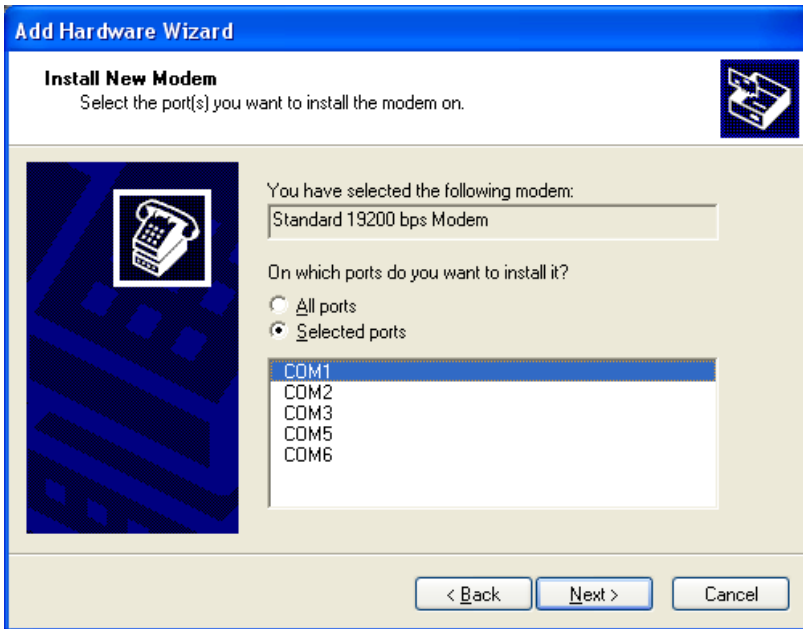 Add Hardware Wizard
Install New Modem
Select the port(s) you want to install the modem on.
You have selected the following modem:
Standard 19200 bps Modem
On which ports do you want to install it?
All ports
Selected ports
COM1
COM2
COM3
COM5
COM6
< Back
Next >
Cancel